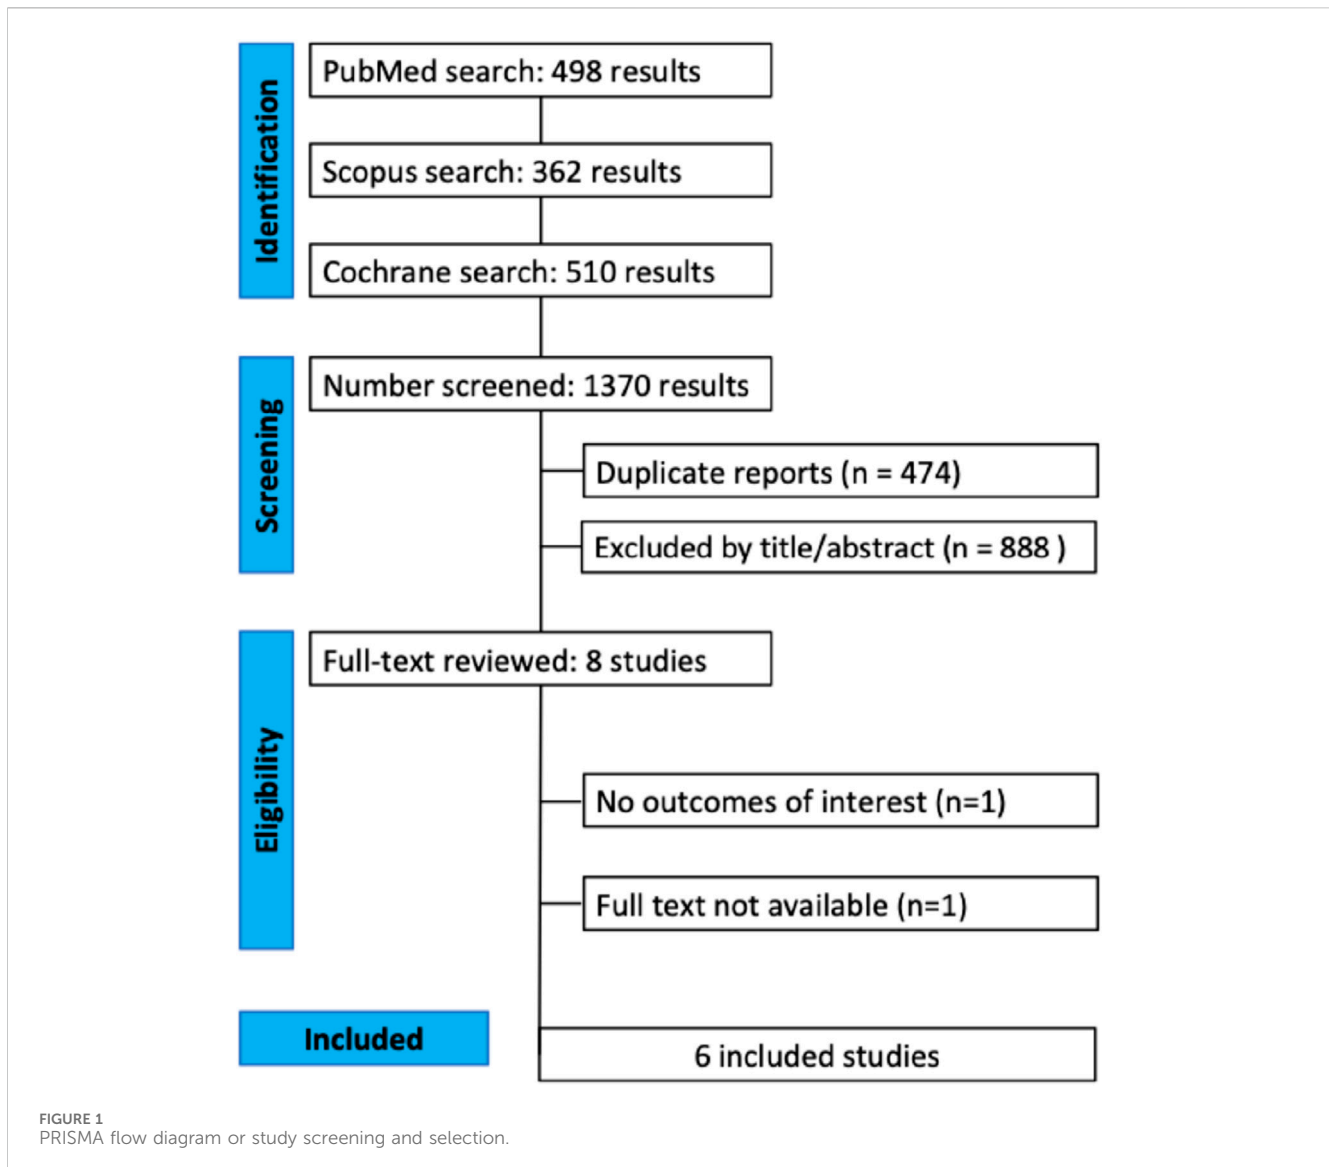 Identification
PubMed search: 498 results
Scopus search: 362 results
Cochrane search: 510 results
Screening
Number screened: 1370 results
Duplicate reports (n = 474)
Excluded by title/abstract (n = 888 )
Eligibility
Full-text reviewed: 8 studies
No outcomes of interest (n=1)
Full text not available (n=1)
Included
6 included studies
FIGURE 1
PRISMA flow diagram or study screening and selection.